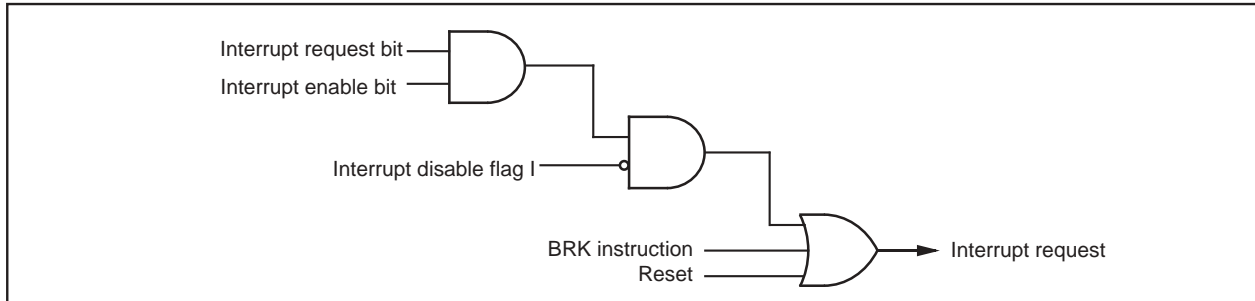 Interrupt request bit
Interrupt enable bit
Interrupt disable flag I
BRK instruction
Reset
Interrupt request